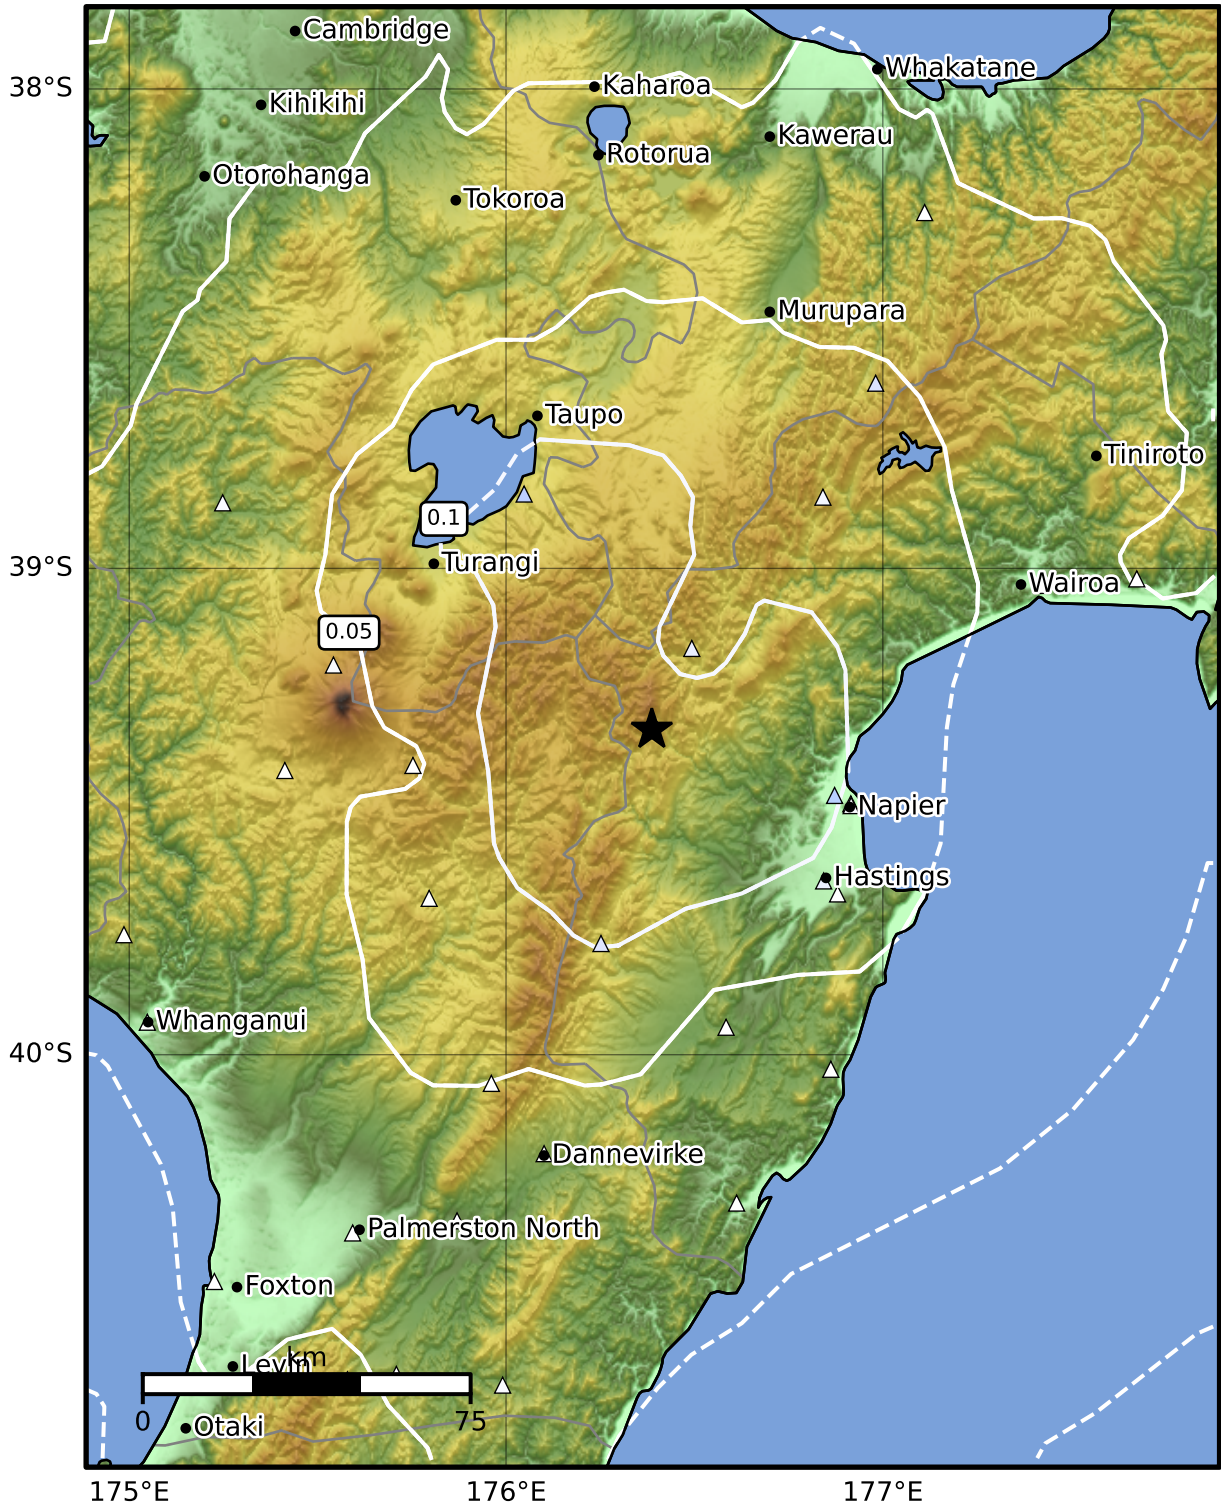 Cambridge
Whakatane
Kaharoa
38°S
Kihikihi
Kawerau
Rotorua
Otorohanga
Tokoroa
Murupara
Taupo
Tiniroto
0.1
Turangi
39°S
Wairoa
0.05
Napier
Hastings
Whanganui
40°S
Dannevirke
Palmerston North
Foxton
Levin
km
0
75
Otaki
175°E
176°E
177°E